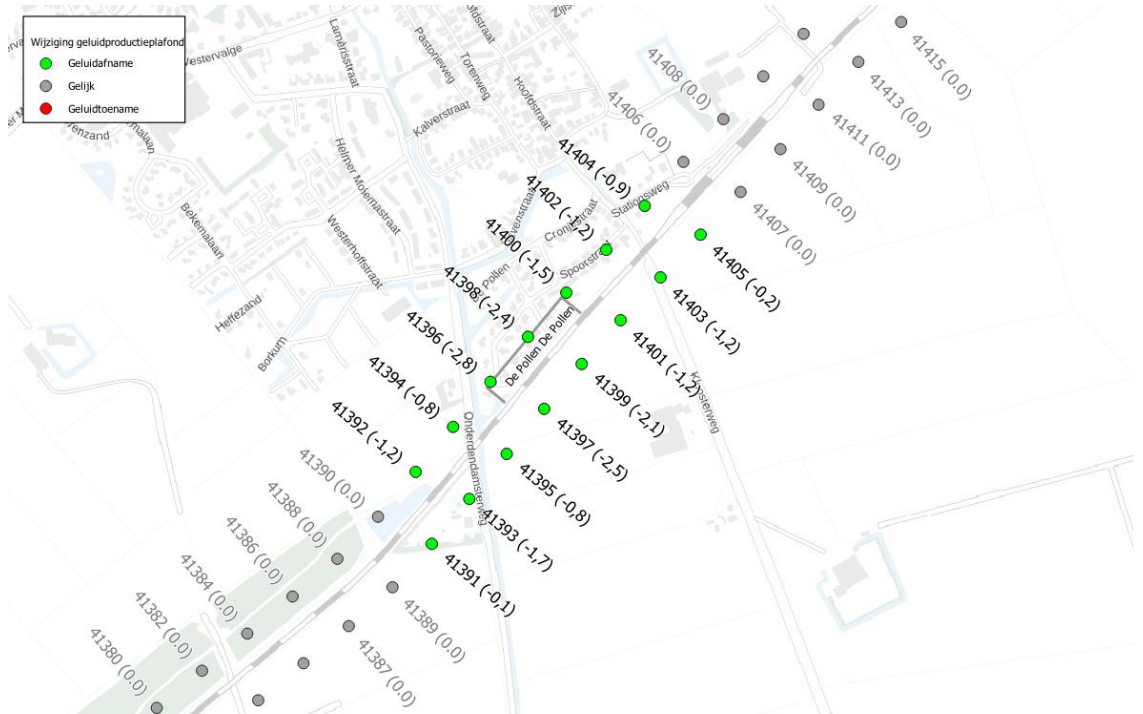 Wijziging geluidproductieplafond
Geluidafname
Gelijk
Geluidtoename
Westervalge
Lamérisstraat
Pastorieweg
Torenweg
Hoofdstraat
Hoofdstraat
Kalverstraat
Helmer Molemastraat
Westerhoffstraat
Bekemalaan
Heffezand
Borkum
Cronjéstraat
Stationsweg
Spoorstraat
Pollen
De Pollen De Pollen
Onderdendamsterweg
Kloosterweg
41415 (0.0)
41413 (0.0)
41411 (0.0)
41409 (0.0)
41407 (0.0)
41408 (0.0)
41406 (0.0)
41404 (-0,9)
41402 (-1,2)
41400 (-1,5)
41398 (-2,4)
41396 (-2,8)
41394 (-0,8)
41392 (-1,2)
41390 (0.0)
41388 (0.0)
41386 (0.0)
41384 (0.0)
41382 (0.0)
41380 (0.0)
41405 (-0,2)
41403 (-1,2)
41401 (-1,2)
41399 (-2,1)
41397 (-2,5)
41395 (-0,8)
41393 (-1,7)
41391 (-0,1)
41389 (0.0)
41387 (0.0)